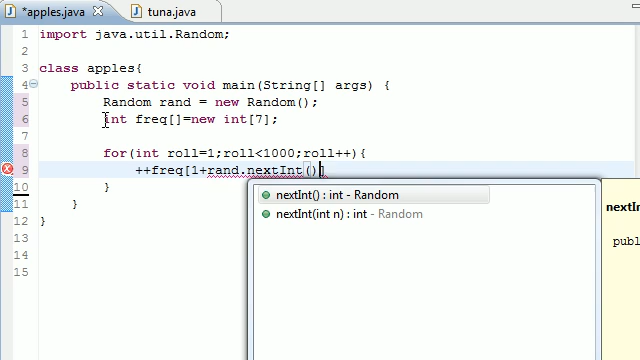 *apples.java tuna.java
1 import java.util.Random;
2
3 class apples{
4 public static void main(String[] args) {
5 Random rand = new Random();
6 int freq[]=new int[7];
7
8 for(int roll=1;roll<1000;roll++){
9 ++freq[1+rand.nextInt()]
10 }
11 }
12 }
13
14
15
nextInt() : int - Random
nextInt(int n) : int - Random
nextIn
publ